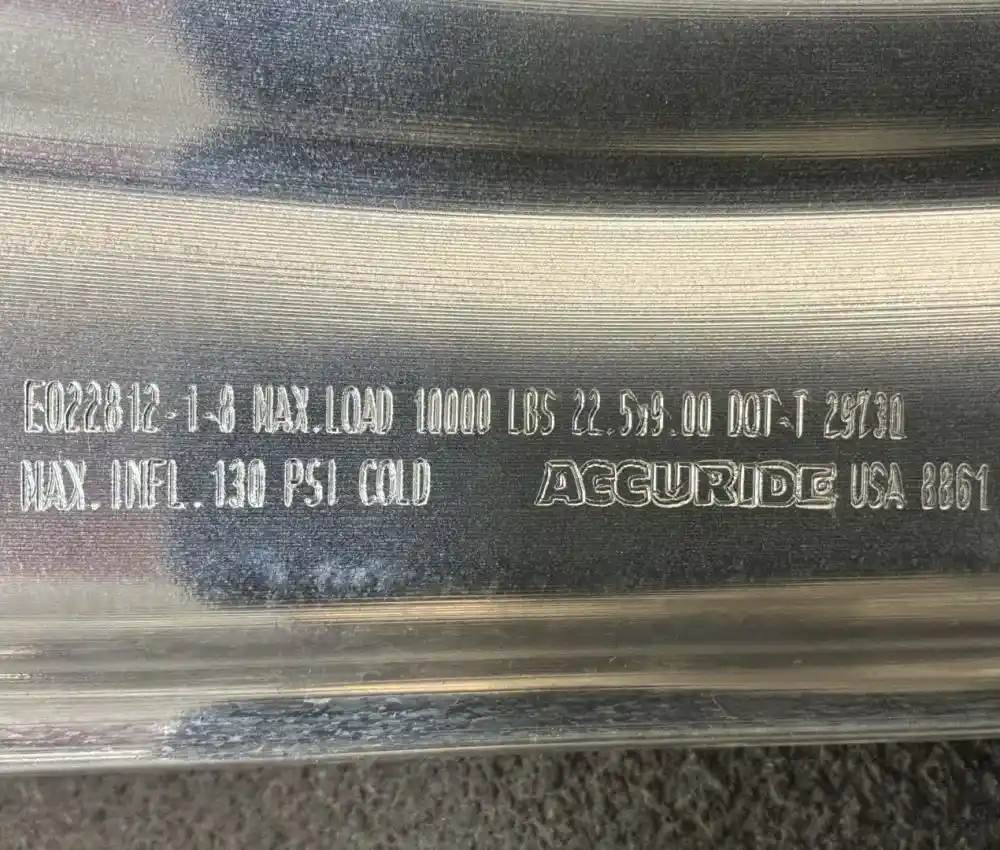 E022812-1-8 MAX.LOAD 10000 LBS 22.5x9.00 DOT-T 29730
MAX. INFL. 130 PSI COLD ACCURIDE USA 8861